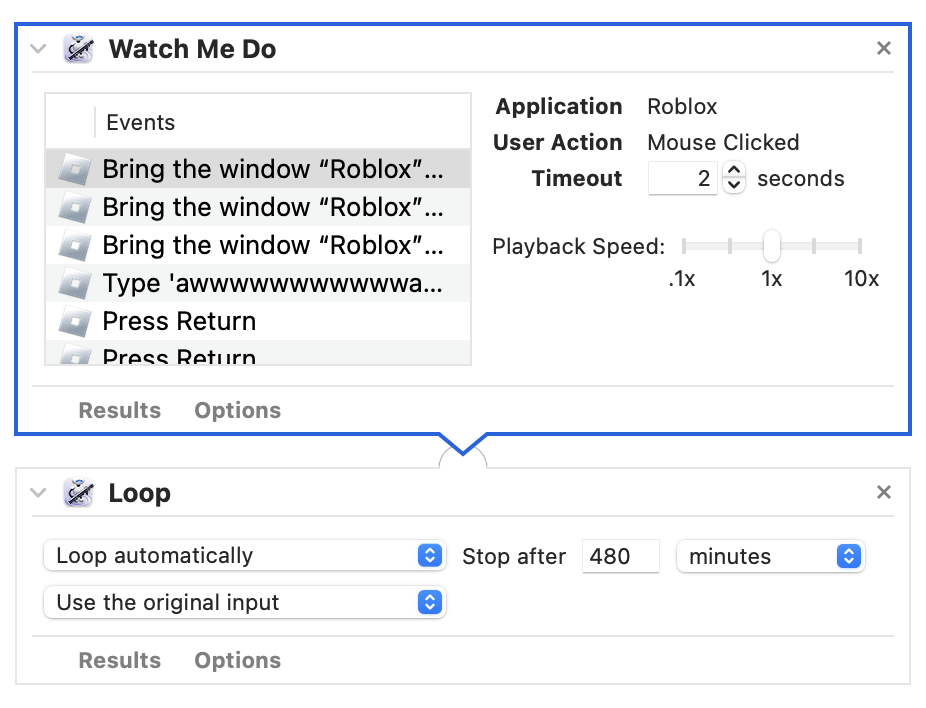 Watch Me Do
Events
Bring the window “Roblox”...
Bring the window “Roblox”...
Bring the window “Roblox”...
Type 'awwwwwwwwwwwwa...
Press Return
Press Return
Application Roblox
User Action Mouse Clicked
Timeout 2 seconds
Playback Speed:
.1x 1x 10x
Results Options
Loop
Loop automatically Stop after 480 minutes
Use the original input
Results Options